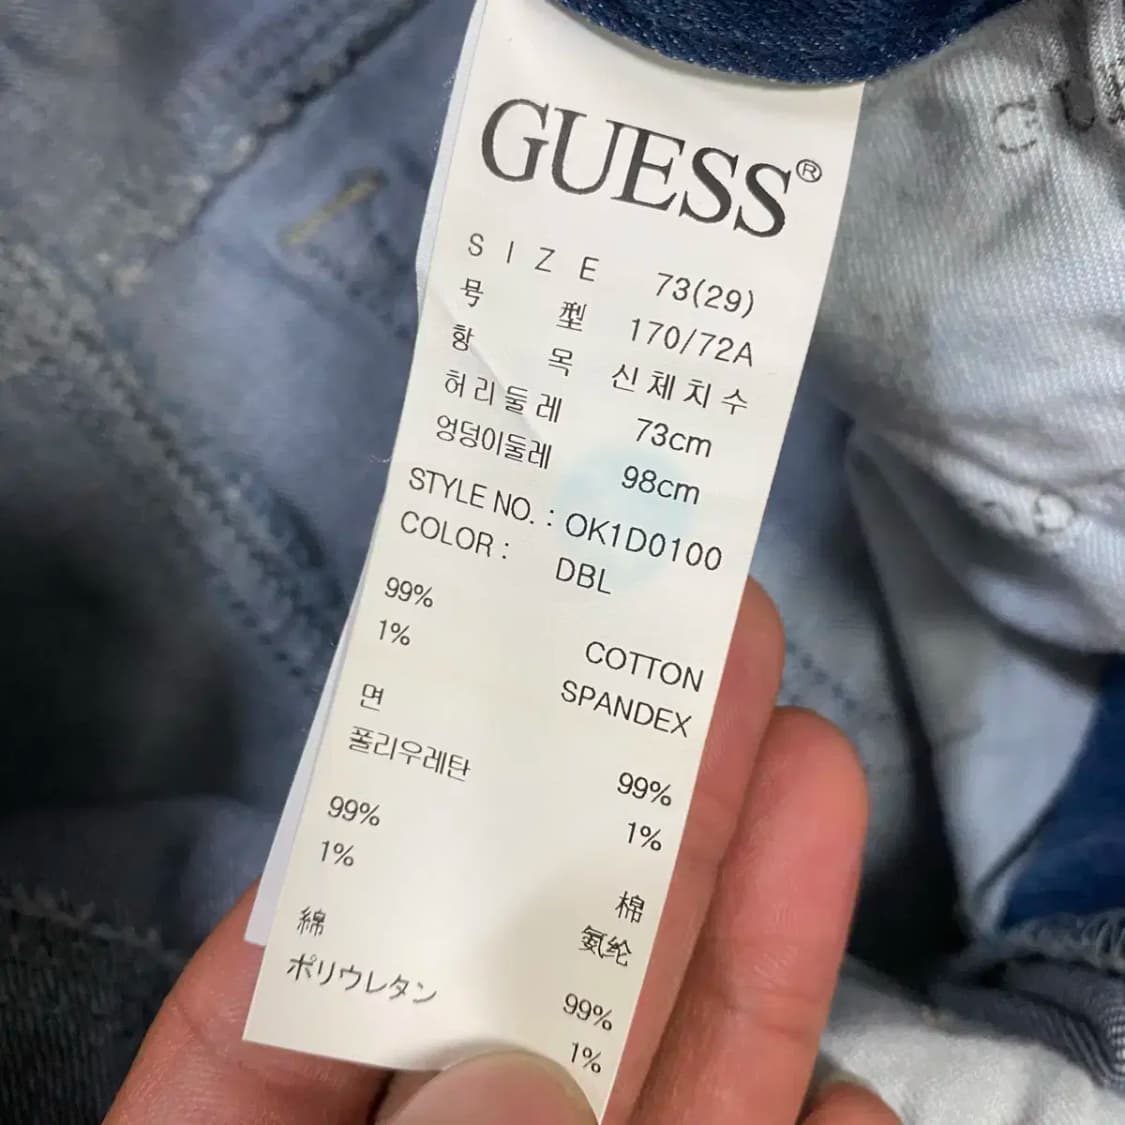 GUESS®
SIZE 73(29)
号型 170/72A
항목 신체치수
허리둘레 73cm
엉덩이둘레 98cm
STYLE NO. : OK1D0100
COLOR : DBL
99% COTTON
1% SPANDEX
면 99%
폴리우레탄 1%
99% 棉
1% 氨纶
綿 99%
ポリウレタン 1%